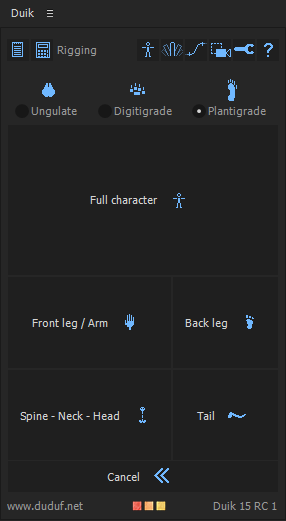 Duik
Rigging
?
Ungulate Digitigrade Plantigrade
Full character
Front leg / Arm Back leg
Spine - Neck - Head Tail
Cancel
www.duduf.net Duik 15 RC 1